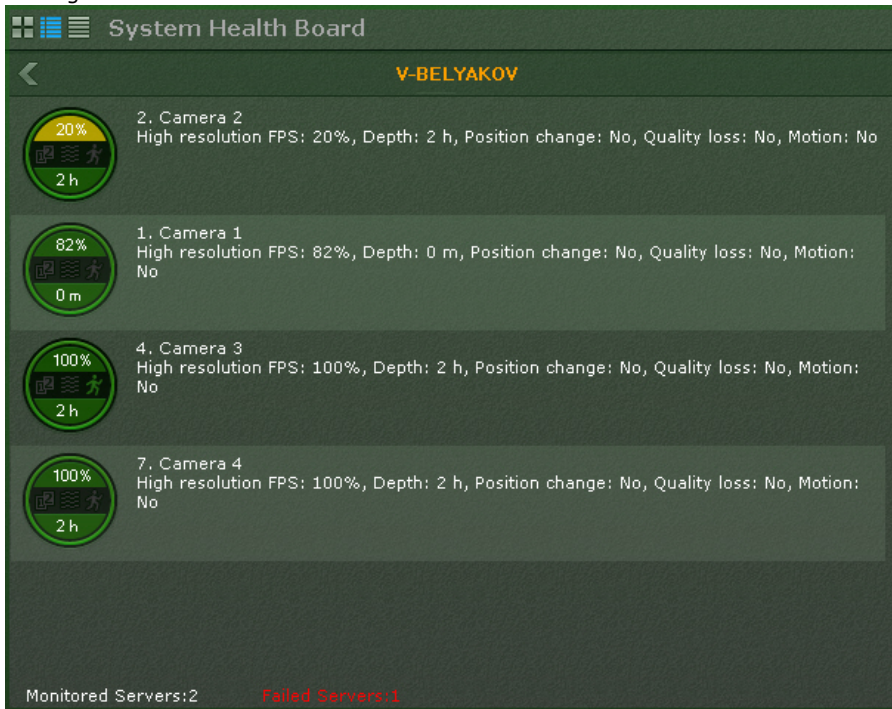 System Health Board
V-BELYAKOV
20%
2 h
2. Camera 2
High resolution FPS: 20%, Depth: 2 h, Position change: No, Quality loss: No, Motion: No
82%
0 m
1. Camera 1
High resolution FPS: 82%, Depth: 0 m, Position change: No, Quality loss: No, Motion:
No
100%
2 h
4. Camera 3
High resolution FPS: 100%, Depth: 2 h, Position change: No, Quality loss: No, Motion:
No
100%
2 h
7. Camera 4
High resolution FPS: 100%, Depth: 2 h, Position change: No, Quality loss: No, Motion:
No
Monitored Servers:2 Failed Servers:1